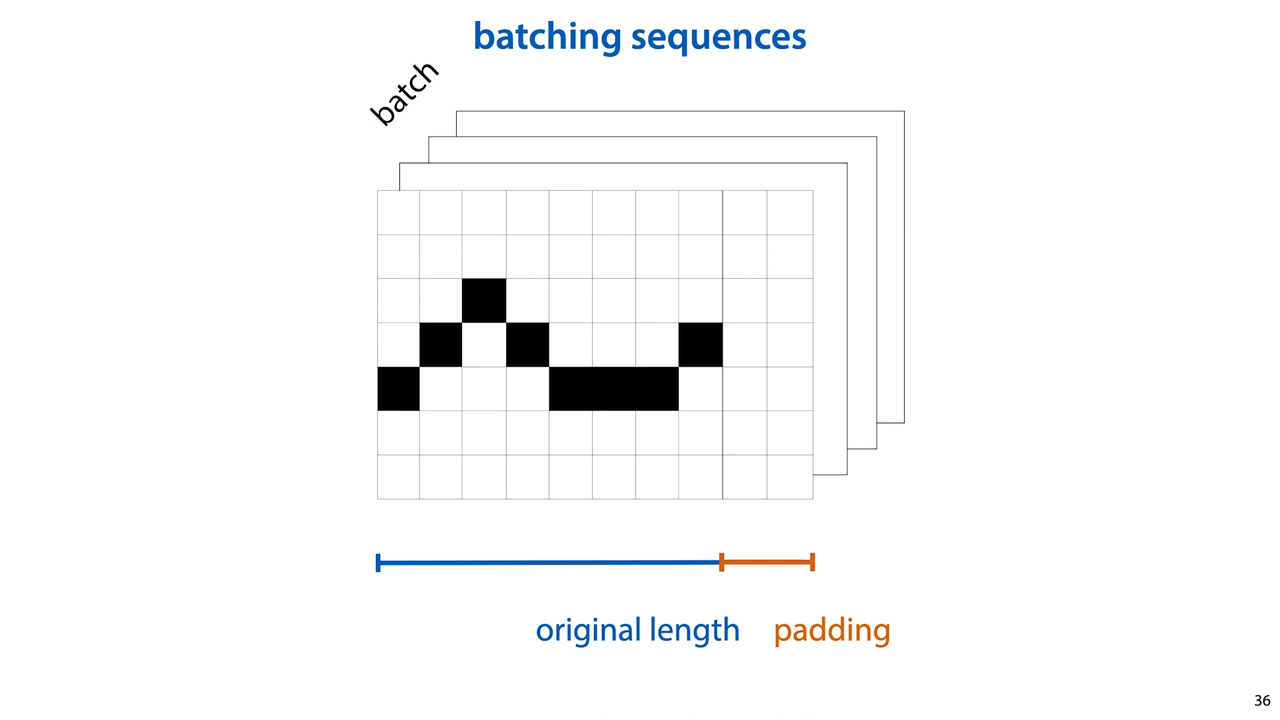 batching sequences
batch
original length
padding
36